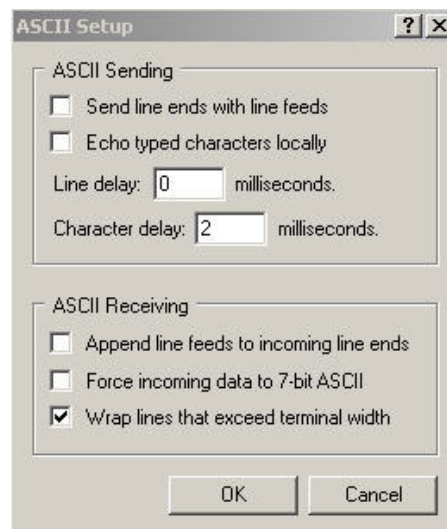 ASCII Setup
ASCII Sending
Send line ends with line feeds
Echo typed characters locally
Line delay: 0 milliseconds.
Character delay: 2 milliseconds.
ASCII Receiving
Append line feeds to incoming line ends
Force incoming data to 7-bit ASCII
Wrap lines that exceed terminal width
OK Cancel